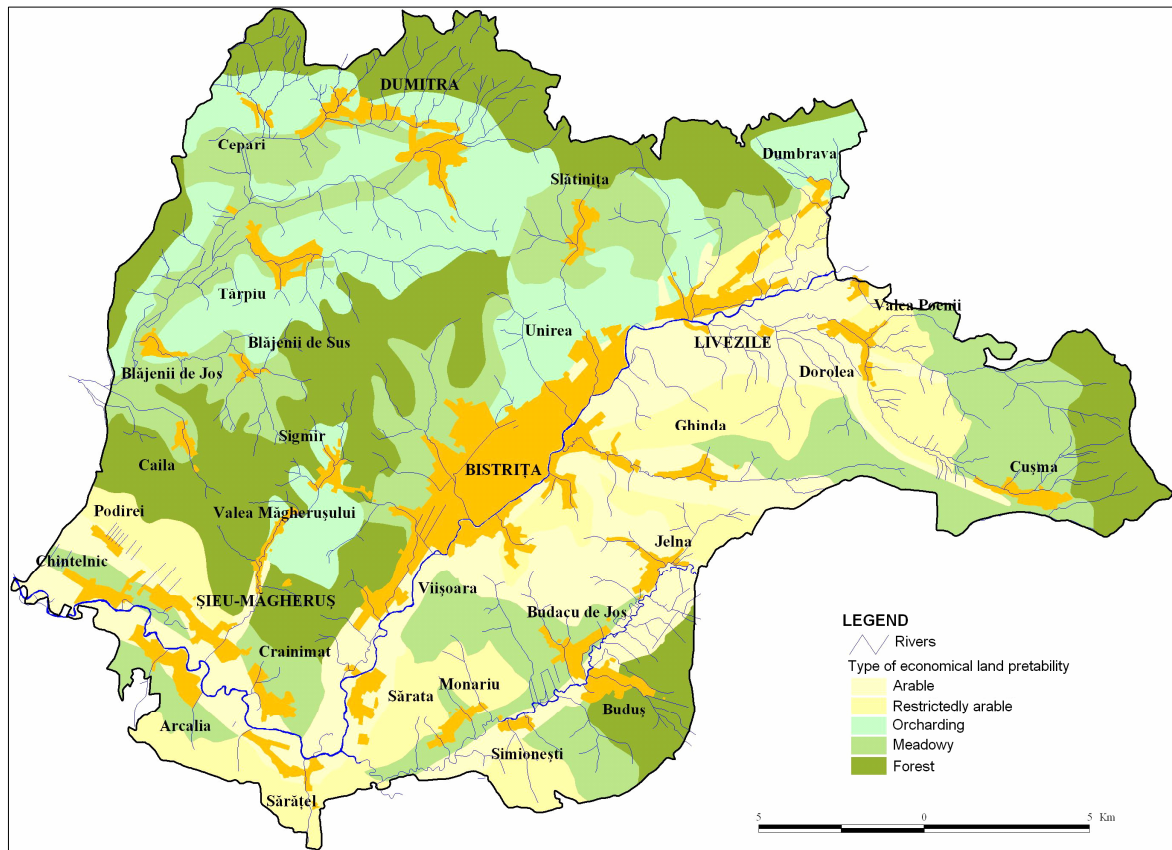 DUMITRA
Cepari
Dumbrava
Slătinița
Târpiu
Valea Poenii
Unirea
Blăjenii de Sus
LIVEZILE
Blăjenii de Jos
Dorolea
Ghinda
Sigmir
Caila
BISTRIȚA
Cușma
Podirei
Valea Măgherușului
Jelna
Chintelnic
Viișoara
ȘIEU-MĂGHERUȘ
Budacu de Jos
Crainimat
Monariu
Sărata
Buduș
Arcalia
Simionești
Sărățel
LEGEND
Rivers
Type of economical land pretability
Arable
Restrictedly arable
Orcharding
Meadowy
Forest
5 0 5 Km